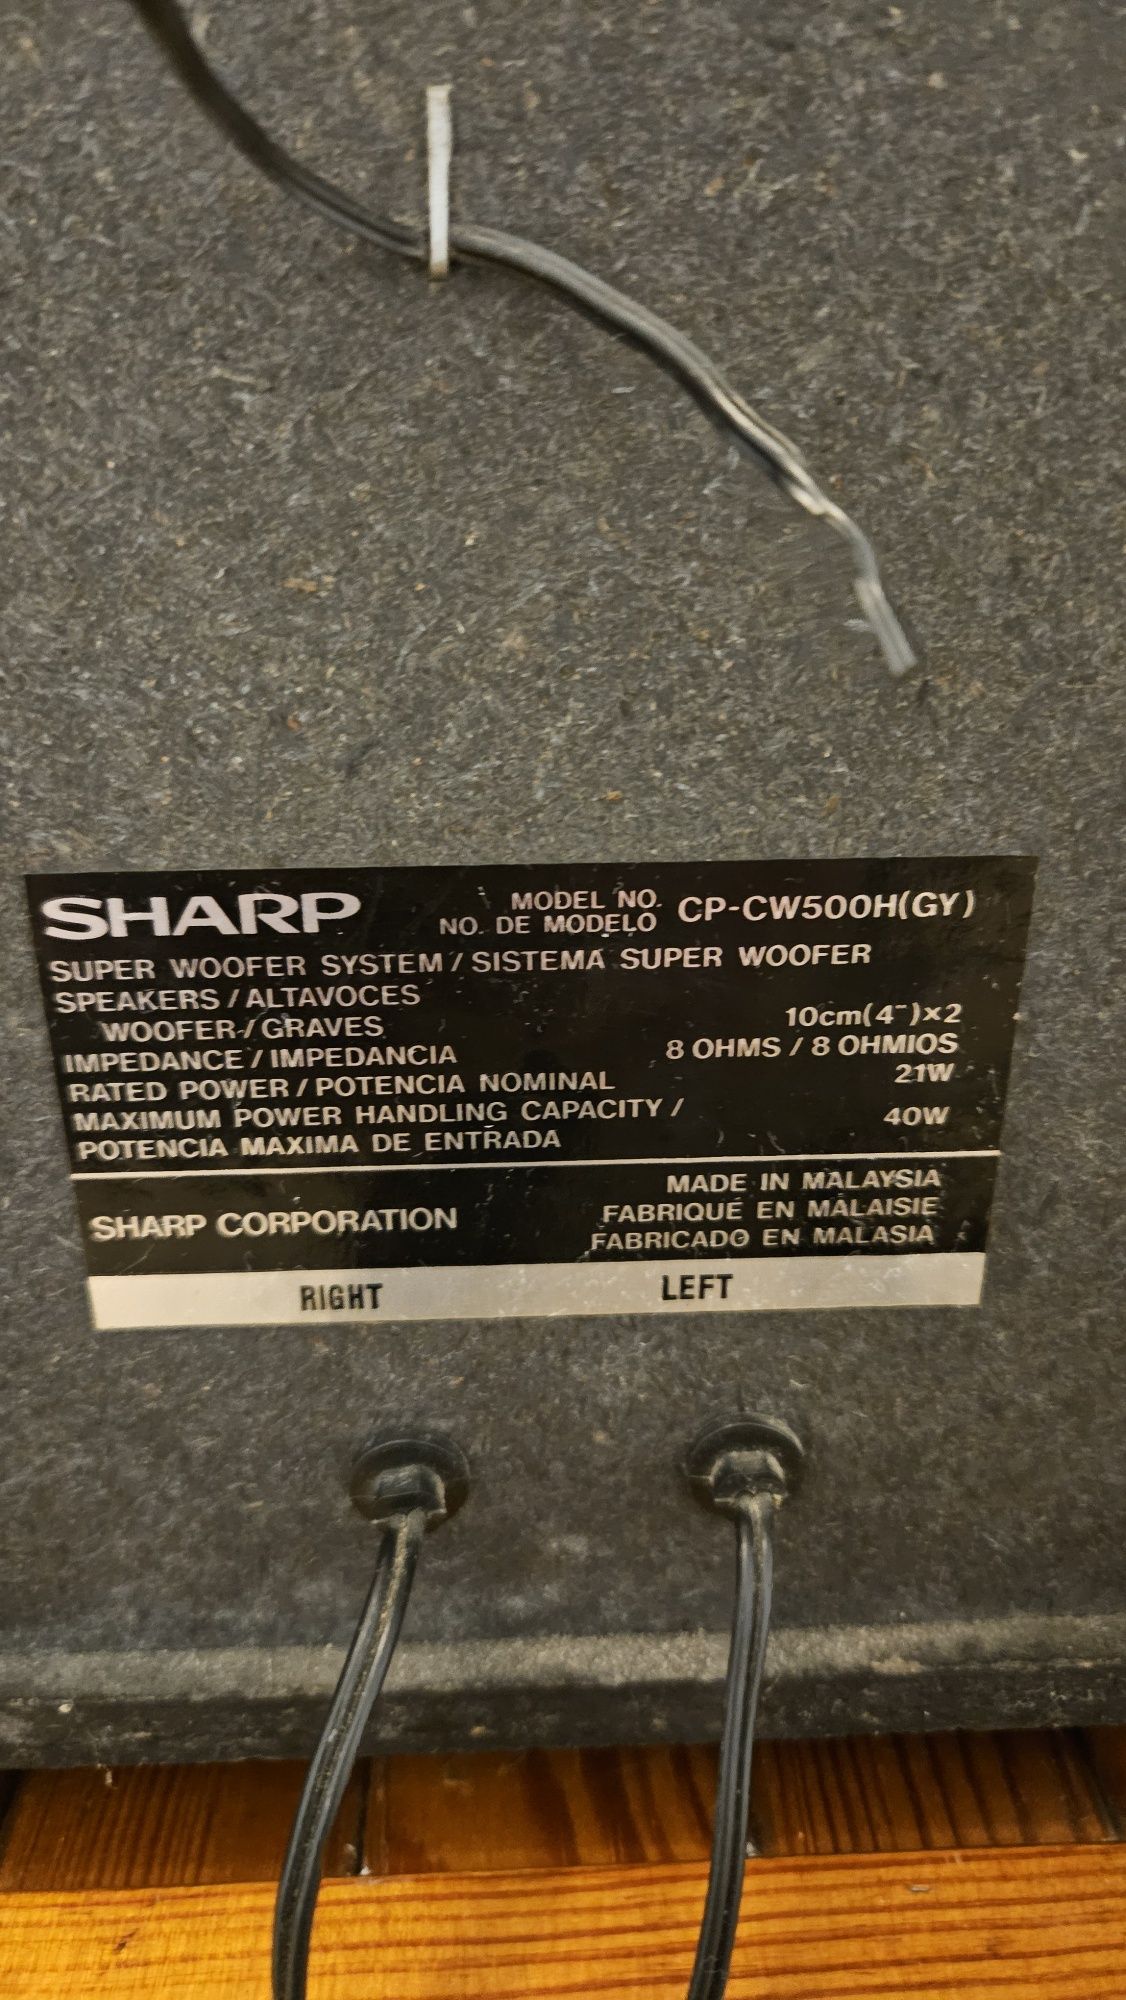 SHARP MODEL NO. CP-CW500H(GY)
NO. DE MODELO
SUPER WOOFER SYSTEM / SISTEMA SUPER WOOFER
SPEAKERS / ALTAVOCES
WOOFER / GRAVES 10cm(4")×2
IMPEDANCE / IMPEDANCIA 8 OHMS / 8 OHMIOS
RATED POWER / POTENCIA NOMINAL 21W
MAXIMUM POWER HANDLING CAPACITY / 40W
POTENCIA MAXIMA DE ENTRADA
MADE IN MALAYSIA
SHARP CORPORATION FABRIQUÉ EN MALAISIE
FABRICADO EN MALASIA
RIGHT LEFT